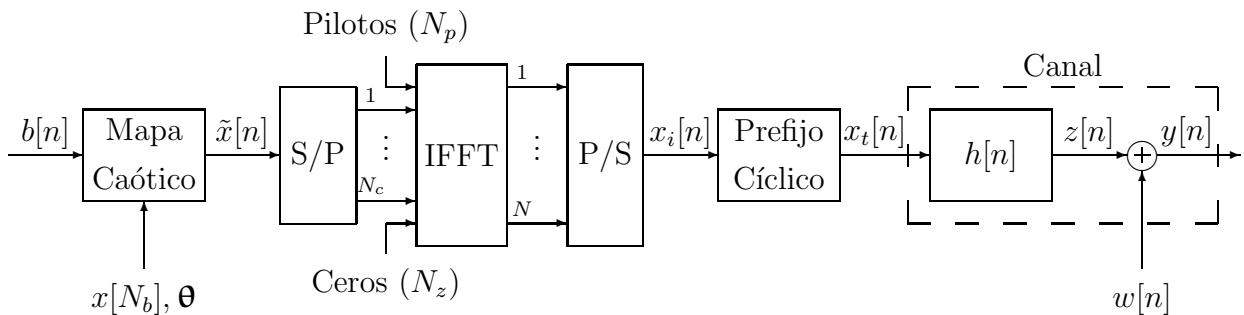 Pilotos (N_p)
Canal
b[n]
Mapa
Caótico
x̃[n]
S/P
1
⋮
N_c
IFFT
1
⋮
N
P/S
x_i[n]
Prefijo
Cíclico
x_t[n]
h[n]
z[n]
+
y[n]
Ceros (N_z)
x[N_b], θ
w[n]